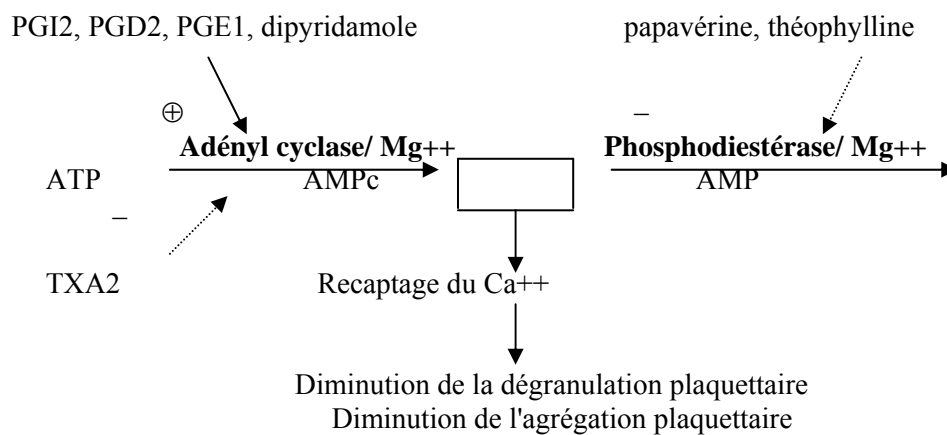 PGI2, PGD2, PGE1, dipyridamole papavérine, théophylline
⊕ –
Adényl cyclase/ Mg++ Phosphodiestérase/ Mg++
ATP AMPc AMP
–
TXA2 Recaptage du Ca++
Diminution de la dégranulation plaquettaire
Diminution de l'agrégation plaquettaire